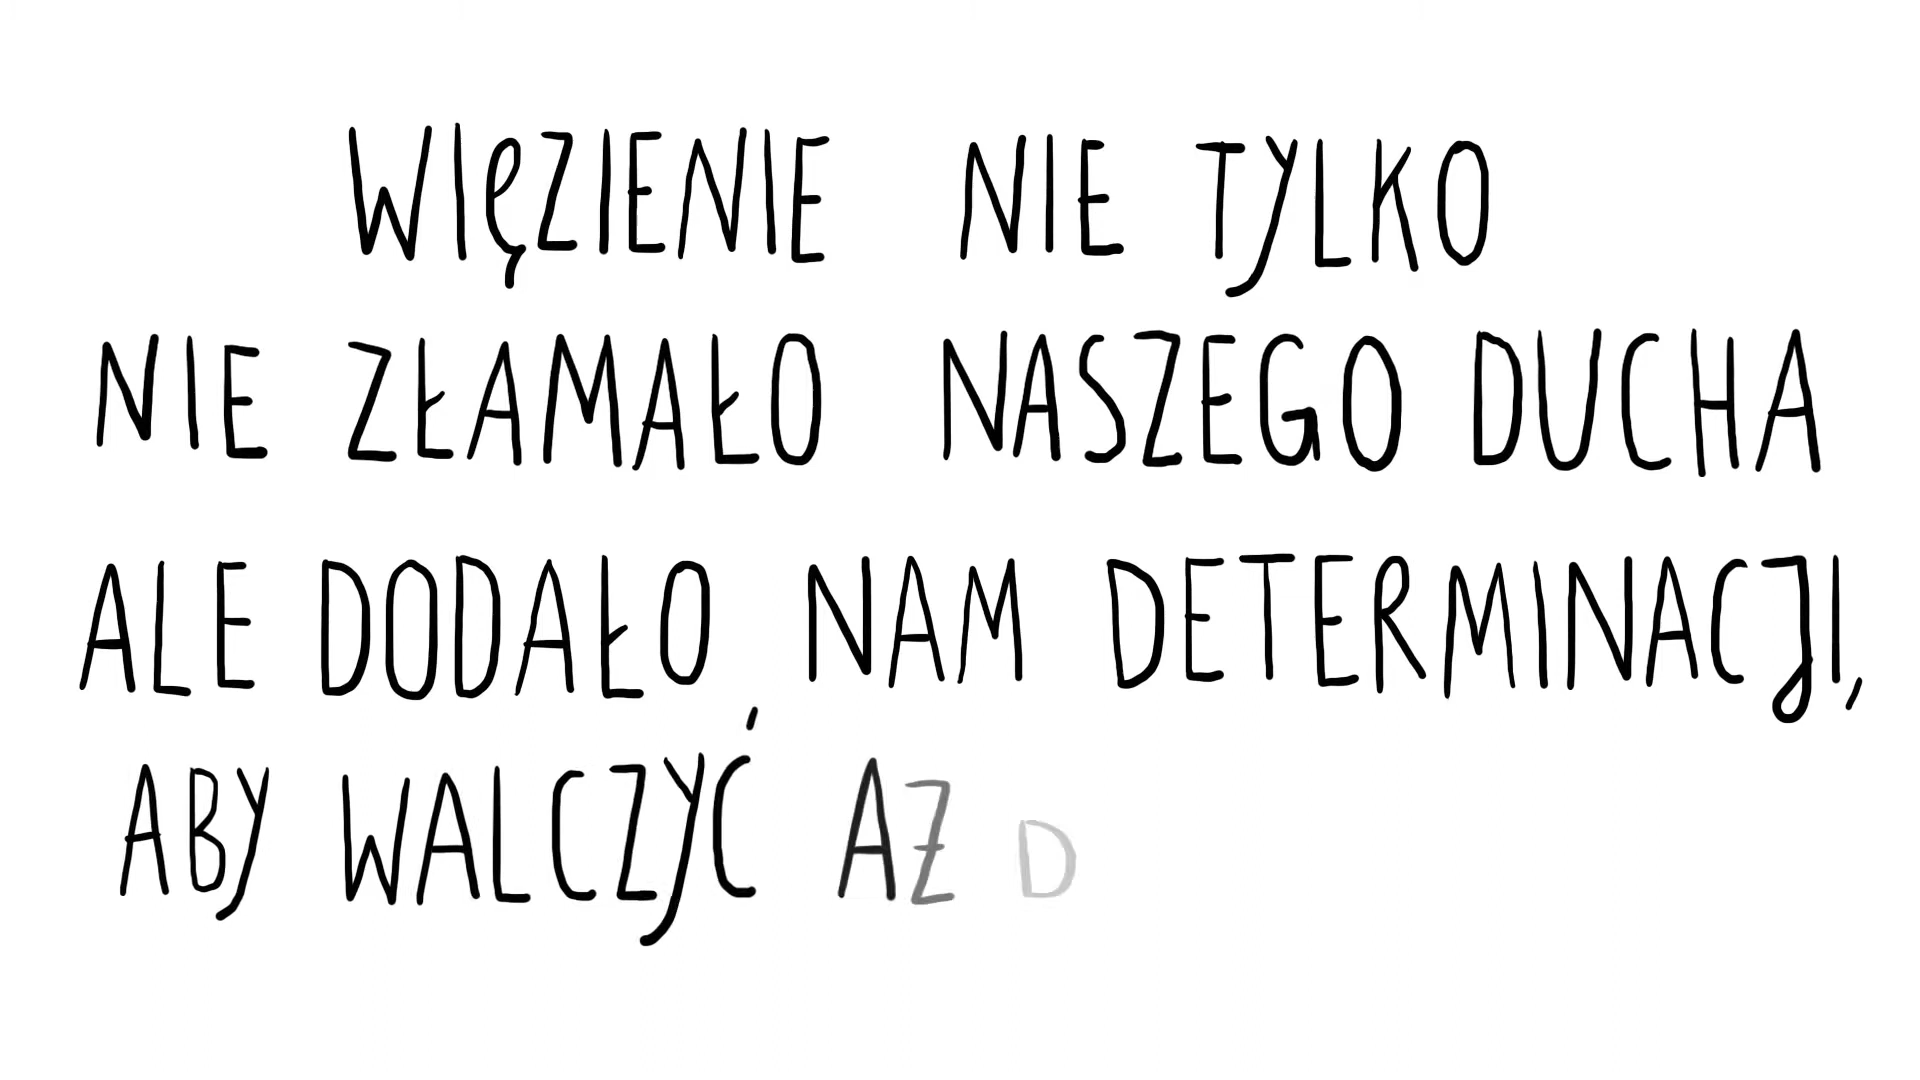 WIĘZIENIE NIE TYLKO
NIE ZŁAMAŁO NASZEGO DUCHA
ALE DODAŁO NAM DETERMINACJI,
ABY WALCZYĆ AŻ D